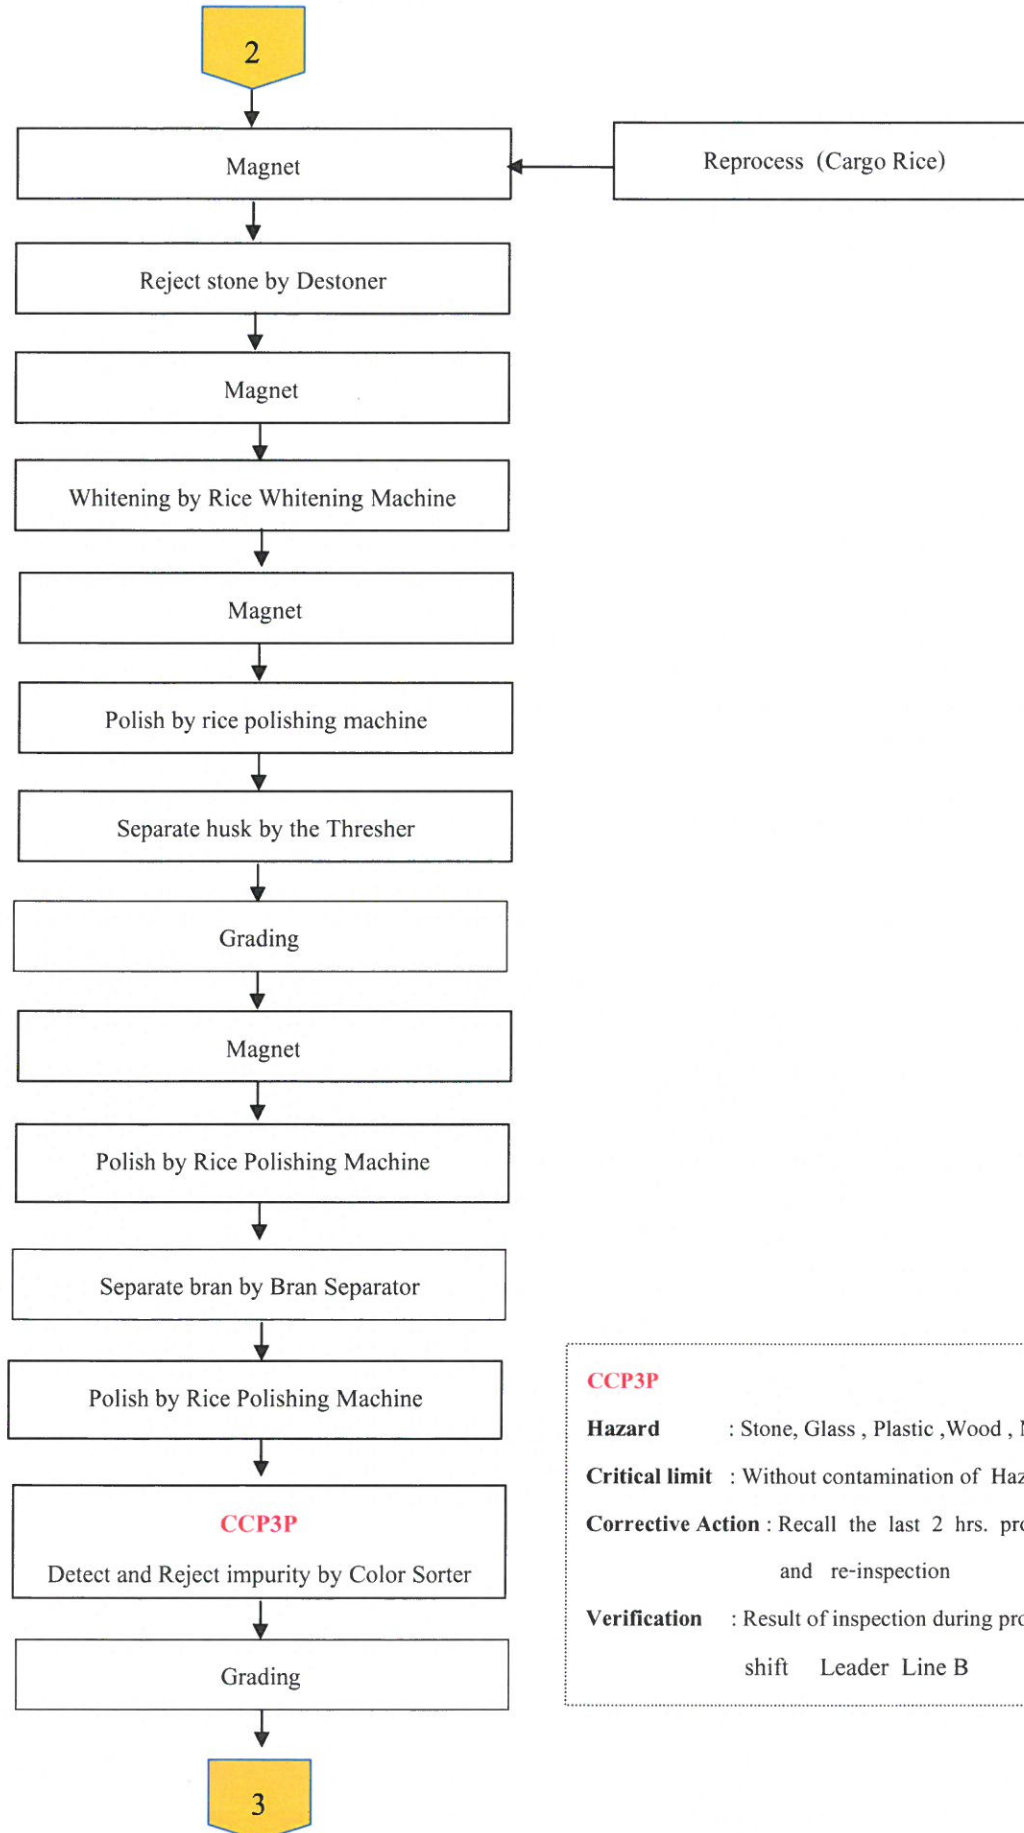 2
Magnet
Reprocess (Cargo Rice)
Reject stone by Destoner
Magnet
Whitening by Rice Whitening Machine
Magnet
Polish by rice polishing machine
Separate husk by the Thresher
Grading
Magnet
Polish by Rice Polishing Machine
Separate bran by Bran Separator
Polish by Rice Polishing Machine
CCP3P
Detect and Reject impurity by Color Sorter
Grading
3
CCP3P
Hazard : Stone, Glass , Plastic ,Wood ,
Critical limit : Without contamination of
Corrective Action : Recall the last 2 hrs.
and re-inspection
Verification : Result of inspection during
shift Leader Line B